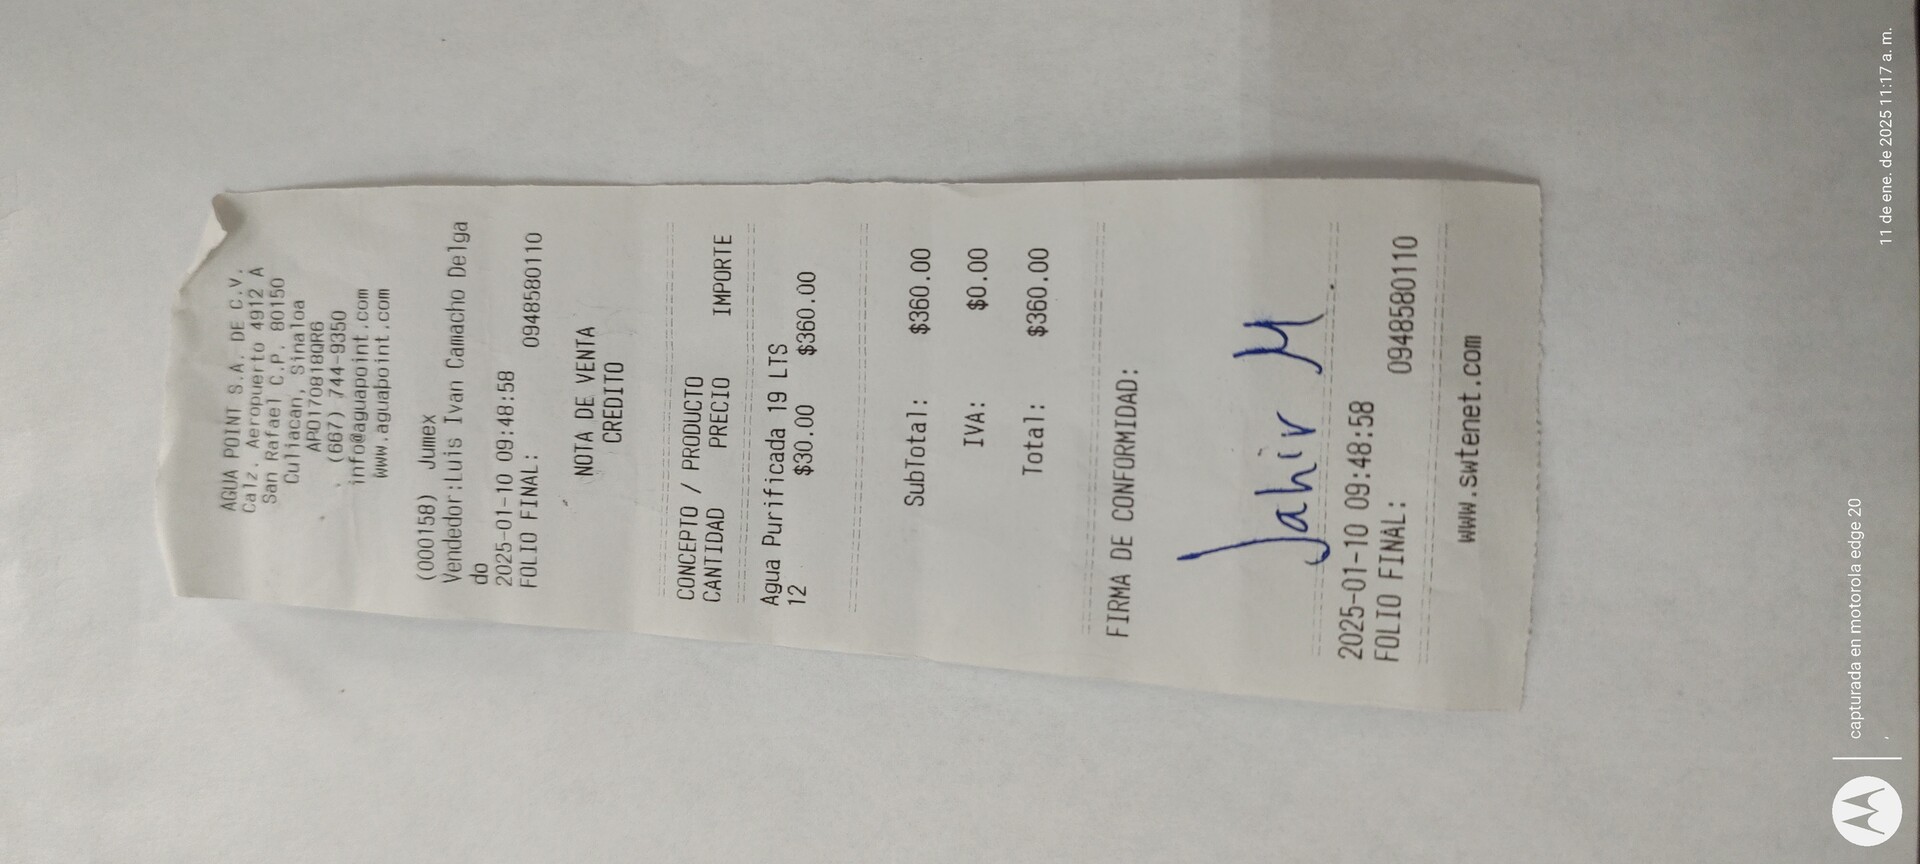 AGUA POINT S.A. DE C.V.
Calz. Aeropuerto 4912 A
San Rafael C.P. 80150
Culiacan, Sinaloa
APO170818QR6
(667) 744-9350
info@aguapoint.com
www.aguapoint.com
(000158) Jumex
Vendedor:Luis Ivan Camacho Delga
do
2025-01-10 09:48:58
FOLIO FINAL: 0948580110
NOTA DE VENTA
CREDITO
CONCEPTO / PRODUCTO
CANTIDAD PRECIO IMPORTE
Agua Purificada 19 LTS
12 $30.00 $360.00
SubTotal: $360.00
IVA: $0.00
Total: $360.00
FIRMA DE CONFORMIDAD:
Jahir M
2025-01-10 09:48:58
FOLIO FINAL: 0948580110
www.swtenet.com
capturada en motorola edge 20
11 de ene. de 2025 11:17 a. m.